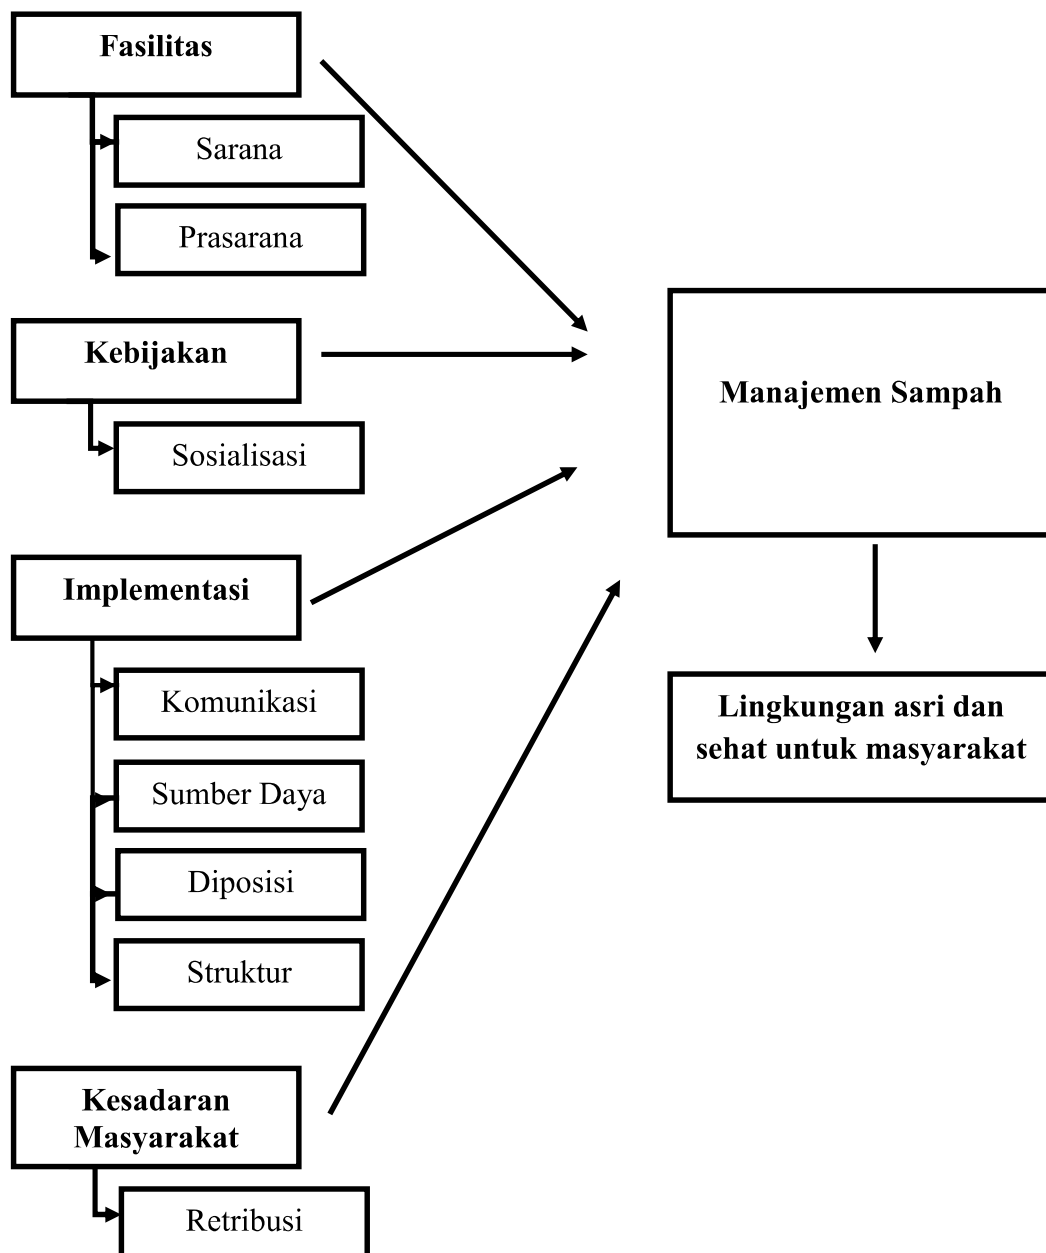 Fasilitas
Sarana
Prasarana
Kebijakan
Sosialisasi
Implementasi
Komunikasi
Sumber Daya
Diposisi
Struktur
Kesadaran
Masyarakat
Retribusi
Manajemen Sampah
Lingkungan asri dan
sehat untuk masyarakat